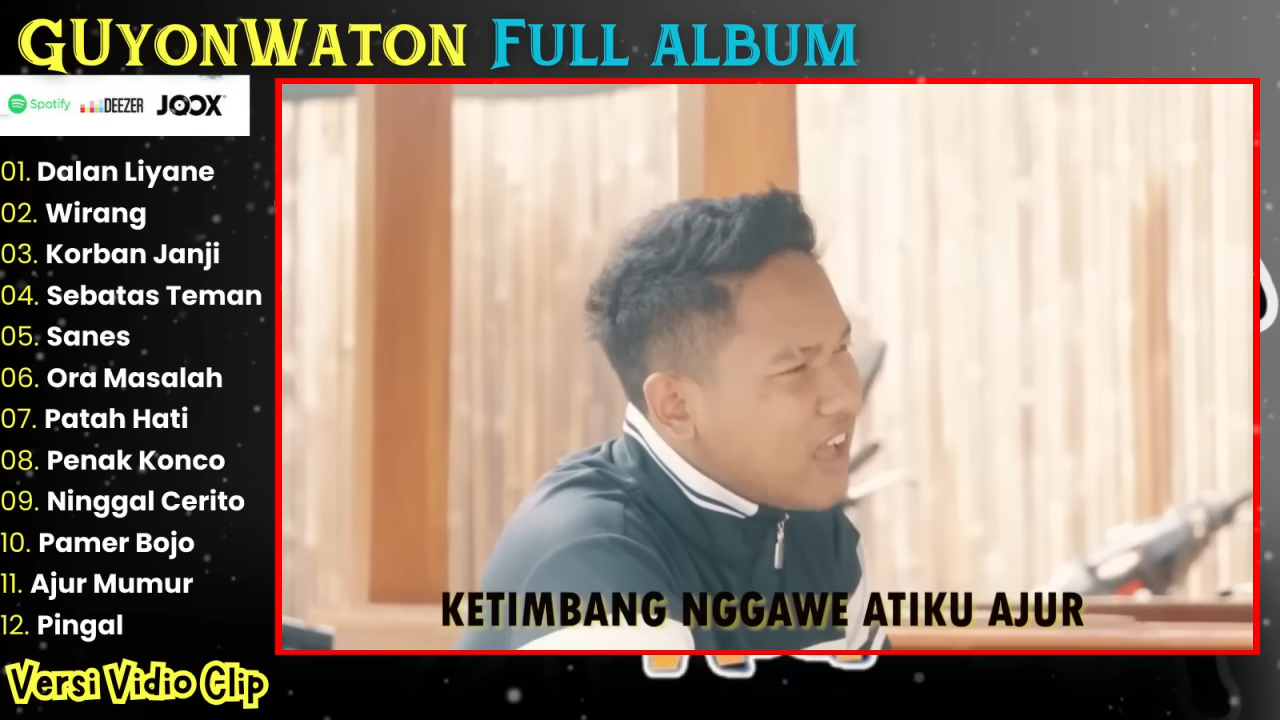 GUyonWaton Full album
Spotify DEEZER JOOX
01. Dalan Liyane
02. Wirang
03. Korban Janji
04. Sebatas Teman
05. Sanes
06. Ora Masalah
07. Patah Hati
08. Penak Konco
09. Ninggal Cerito
10. Pamer Bojo
11. Ajur Mumur
12. Pingal
KETIMBANG NGGAWE ATIKU AJUR
Versi Vidio Clip